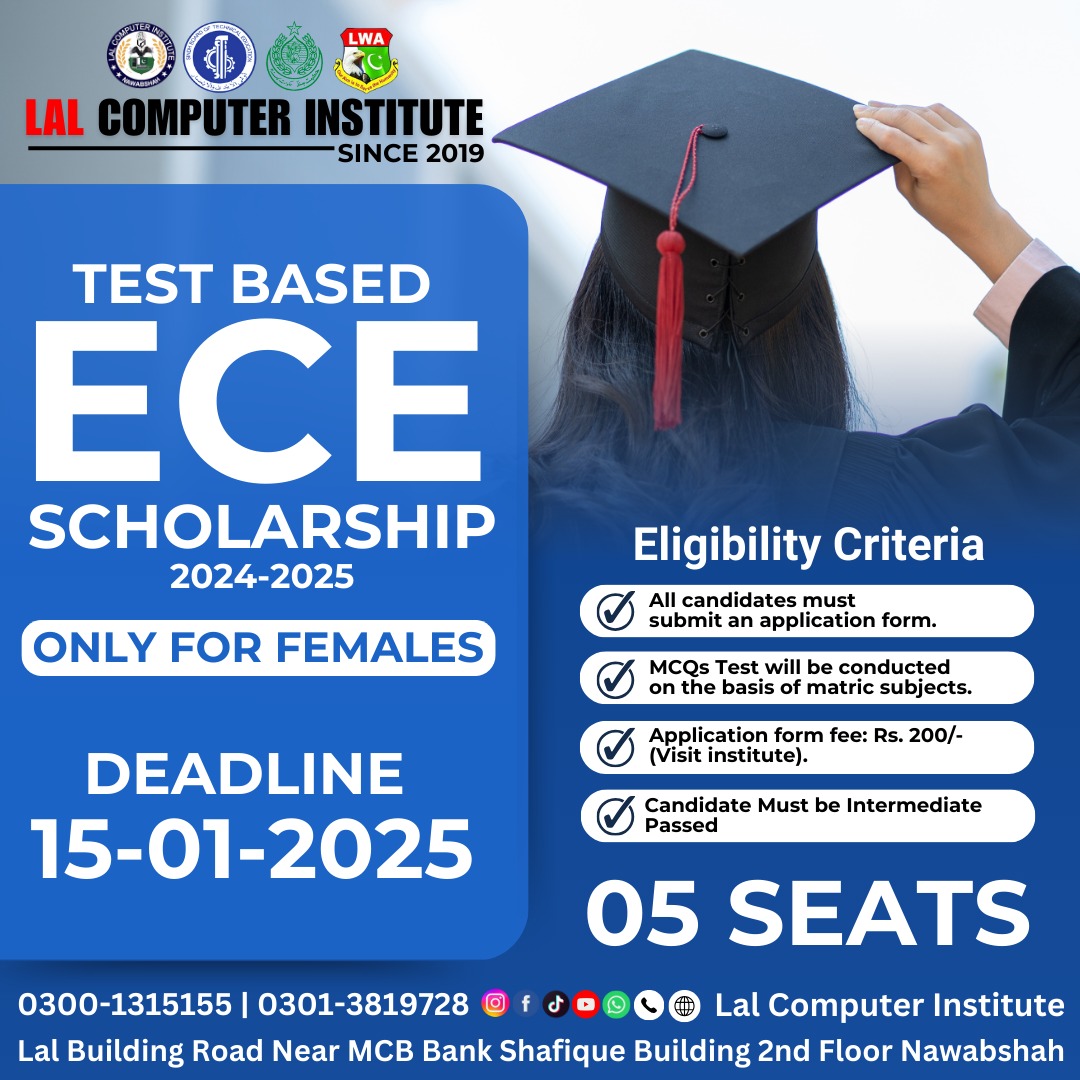 LWA
LAL COMPUTER INSTITUTE
SINCE 2019
TEST BASED
ECE
SCHOLARSHIP
2024-2025
ONLY FOR FEMALES
DEADLINE
15-01-2025
Eligibility Criteria
All candidates must
submit an application form.
MCQs Test will be conducted
on the basis of matric subjects.
Application form fee: Rs. 200/-
(Visit institute).
Candidate Must be Intermediate
Passed
05 SEATS
0300-1315155 | 0301-3819728 Lal Computer Institute
Lal Building Road Near MCB Bank Shafique Building 2nd Floor Nawabshah